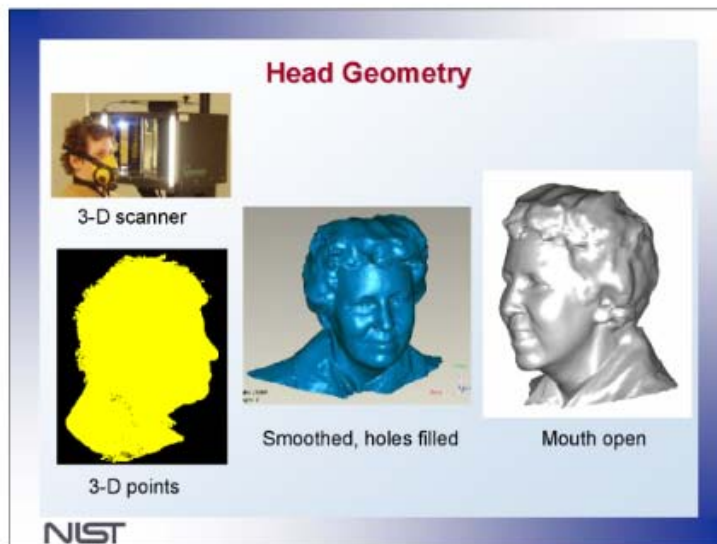 Head Geometry
3-D scanner
Smoothed, holes filled
Mouth open
3-D points
NIST